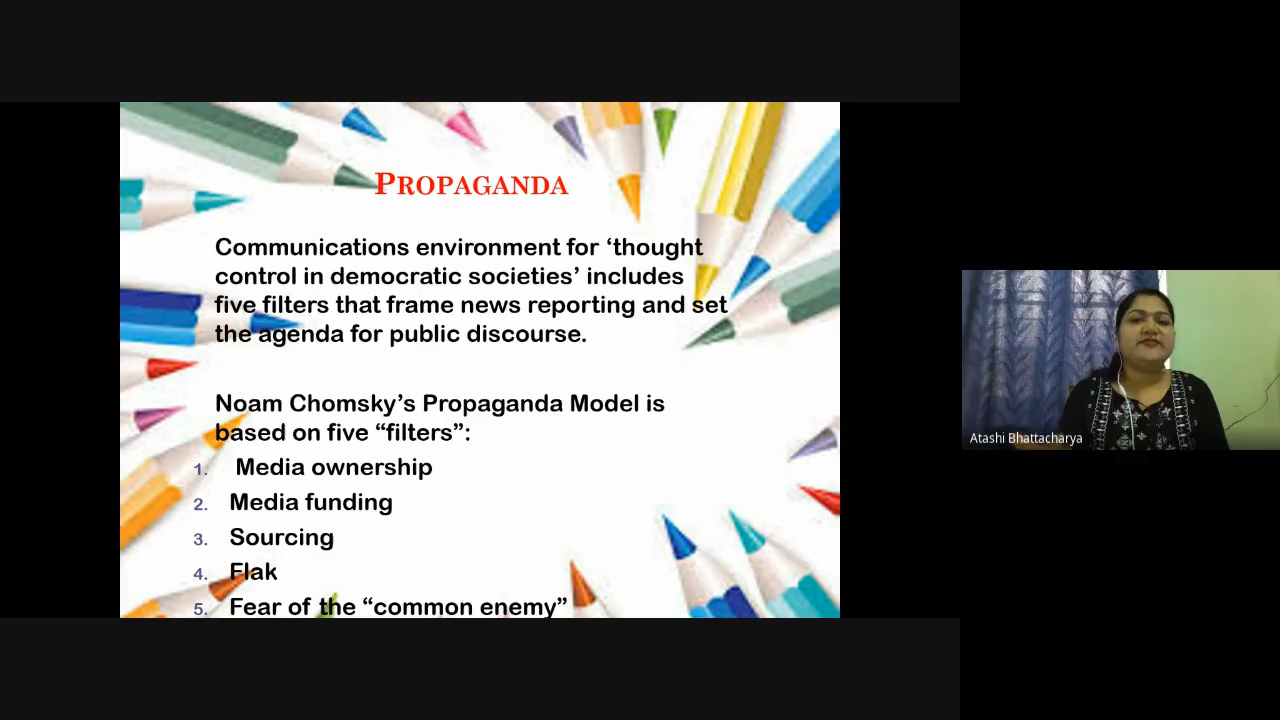 PROPAGANDA
Communications environment for ‘thought
control in democratic societies’ includes
five filters that frame news reporting and set
the agenda for public discourse.
Noam Chomsky’s Propaganda Model is
based on five “filters”:
1. Media ownership
2. Media funding
3. Sourcing
4. Flak
5. Fear of the “common enemy”
Atashi Bhattacharya